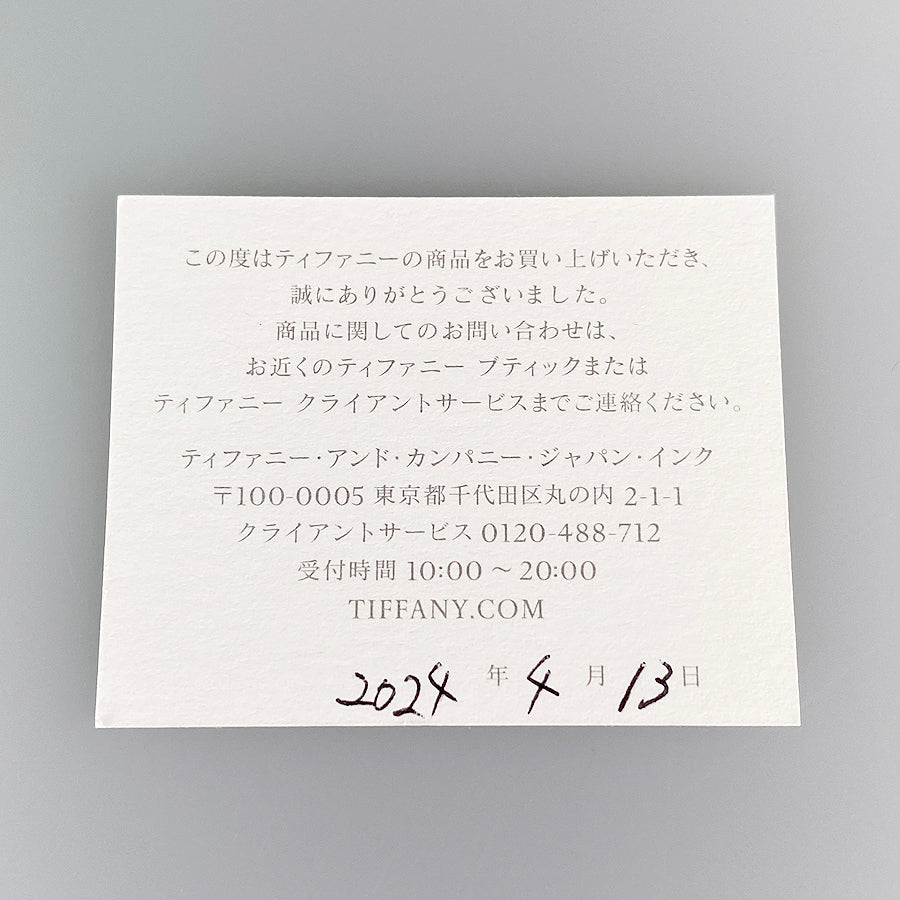 この度はティファニーの商品をお買い上げいただき、
誠にありがとうございました。
商品に関してのお問い合わせは、
お近くのティファニー ブティックまたは
ティファニー クライアントサービスまでご連絡ください。
ティファニー・アンド・カンパニー・ジャパン・インク
〒100-0005 東京都千代田区丸の内 2-1-1
クライアントサービス 0120-488-712
受付時間 10:00 〜 20:00
TIFFANY.COM
2024 年 4 月 13 日